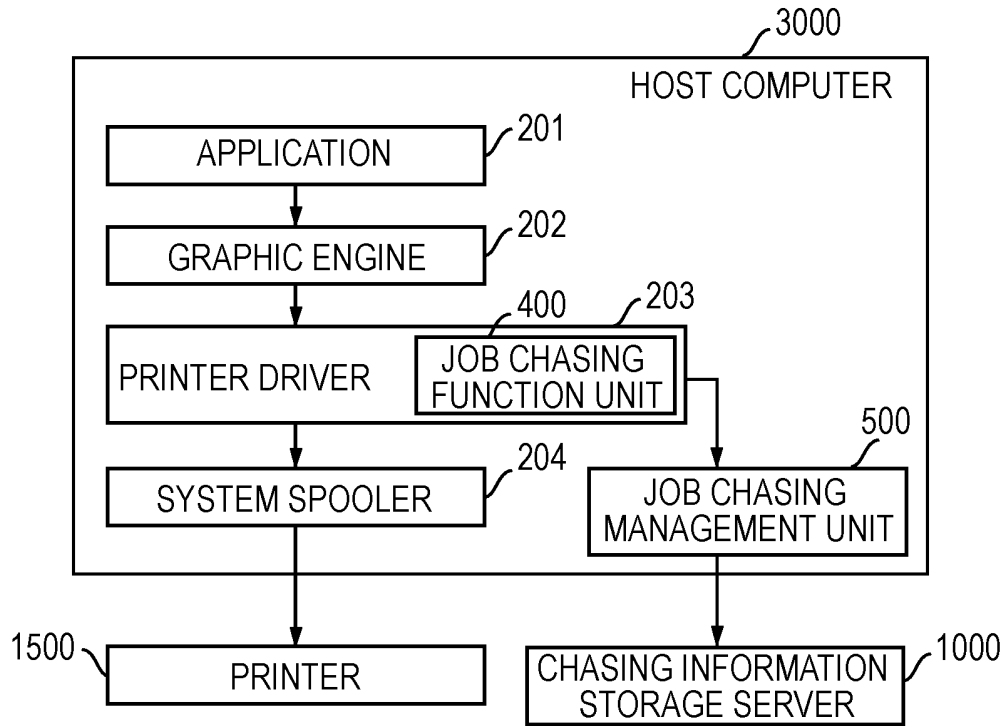 3000
HOST COMPUTER
201
APPLICATION
202
GRAPHIC ENGINE
203
400
PRINTER DRIVER
JOB CHASING
FUNCTION UNIT
204
SYSTEM SPOOLER
500
JOB CHASING
MANAGEMENT UNIT
1500
PRINTER
1000
CHASING INFORMATION
STORAGE SERVER